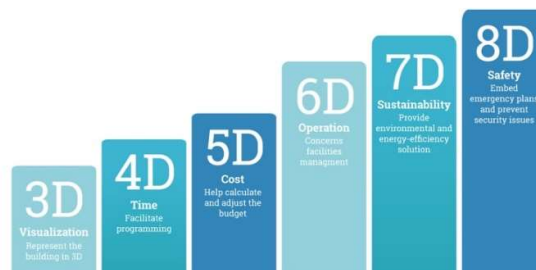 3D
Visualization
Represent the
building in 3D
4D
Time
Facilitate
programming
5D
Cost
Help calculate
and adjust the
budget
6D
Operation
Concerns
facilities
managment
7D
Sustainability
Provide
environmental and
energy-efficiency
solution
8D
Safety
Embed
emergency plans
and prevent
security issues